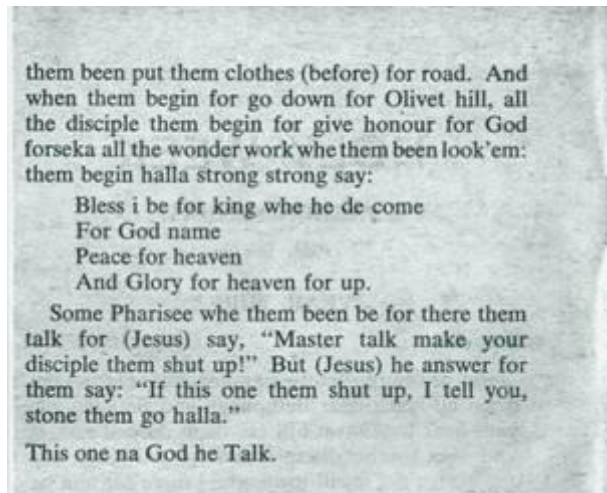 them been put them clothes (before) for road. And
when them begin for go down for Olivet hill, all
the disciple them begin for give honour for God
forseka all the wonder work whe them been look'em:
them begin halla strong strong say:
Bless i be for king whe he de come
For God name
Peace for heaven
And Glory for heaven for up.
Some Pharisee whe them been be for there them
talk for (Jesus) say, "Master talk make your
disciple them shut up!" But (Jesus) he answer for
them say: "If this one them shut up, I tell you,
stone them go halla."
This one na God he Talk.